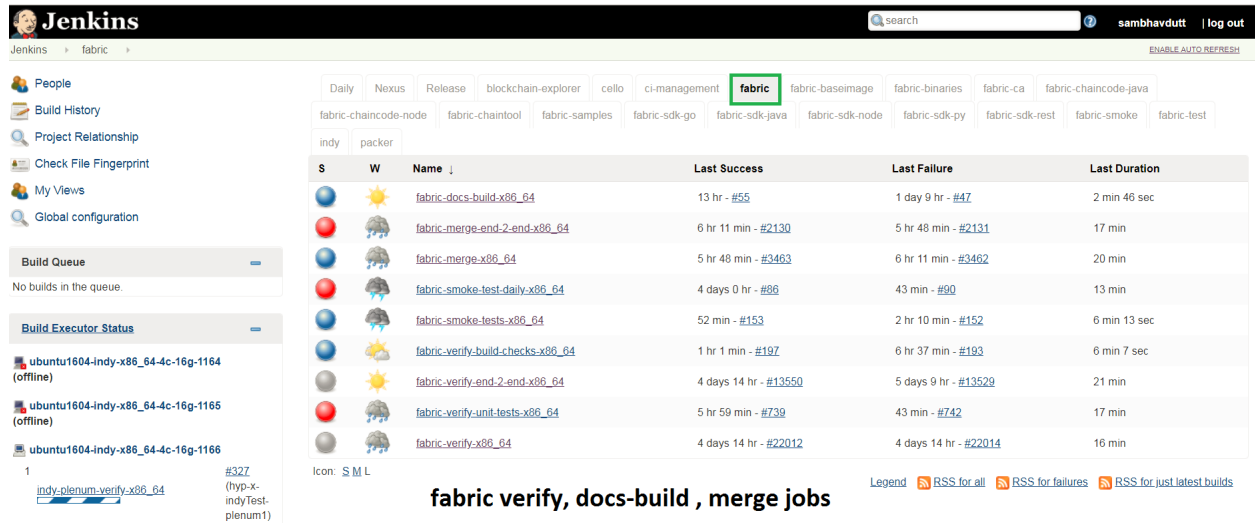 Jenkins
search
sambhavdutt | log out
Jenkins fabric
ENABLE AUTO REFRESH
People
Build History
Project Relationship
Check File Fingerprint
My Views
Global configuration
Build Queue
No builds in the queue.
Build Executor Status
ubuntu1604-indy-x86_64-4c-16g-1164
(offline)
ubuntu1604-indy-x86_64-4c-16g-1165
(offline)
ubuntu1604-indy-x86_64-4c-16g-1166
1 #327
indy-plenum-verify-x86_64 (hyp-x-
indyTest-
plenum1)
Daily Nexus Release blockchain-explorer cello ci-management fabric fabric-baseimage fabric-binaries fabric-ca fabric-chaincode-java
fabric-chaincode-node fabric-chaintool fabric-samples fabric-sdk-go fabric-sdk-java fabric-sdk-node fabric-sdk-py fabric-sdk-rest fabric-smoke fabric-test
indy packer
S W Name ↓ Last Success Last Failure Last Duration
fabric-docs-build-x86_64 13 hr - #55 1 day 9 hr - #47 2 min 46 sec
fabric-merge-end-2-end-x86_64 6 hr 11 min - #2130 5 hr 48 min - #2131 17 min
fabric-merge-x86_64 5 hr 48 min - #3463 6 hr 11 min - #3462 20 min
fabric-smoke-test-daily-x86_64 4 days 0 hr - #86 43 min - #90 13 min
fabric-smoke-tests-x86_64 52 min - #153 2 hr 10 min - #152 6 min 13 sec
fabric-verify-build-checks-x86_64 1 hr 1 min - #197 6 hr 37 min - #193 6 min 7 sec
fabric-verify-end-2-end-x86_64 4 days 14 hr - #13550 5 days 9 hr - #13529 21 min
fabric-verify-unit-tests-x86_64 5 hr 59 min - #739 43 min - #742 17 min
fabric-verify-x86_64 4 days 14 hr - #22012 4 days 14 hr - #22014 16 min
Icon: S M L
Legend RSS for all RSS for failures RSS for just latest builds
fabric verify, docs-build , merge jobs